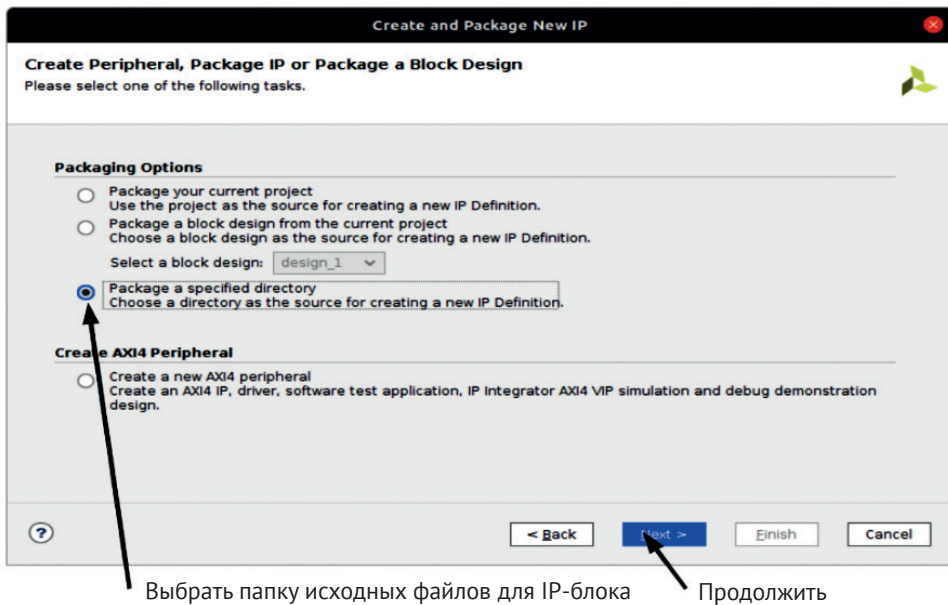 Create and Package New IP
Create Peripheral, Package IP or Package a Block Design
Please select one of the following tasks.
Packaging Options
Package your current project
Use the project as the source for creating a new IP Definition.
Package a block design from the current project
Choose a block design as the source for creating a new IP Definition.
Select a block design: design_1
Package a specified directory
Choose a directory as the source for creating a new IP Definition.
Create AXI4 Peripheral
Create a new AXI4 peripheral
Create an AXI4 IP, driver, software test application, IP Integrator AXI4 VIP simulation and debug demonstration
design.
? < Back Next > Finish Cancel
Выбрать папку исходных файлов для IP-блока Продолжить